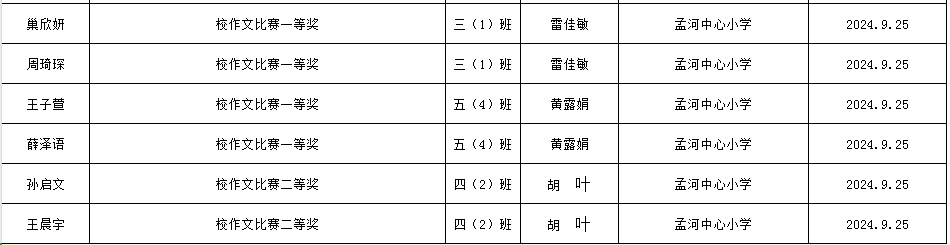 巢欣妍 校作文比赛一等奖 三（1）班 雷佳敏 孟河中心小学 2024.9.25
周琦琛 校作文比赛一等奖 三（1）班 雷佳敏 孟河中心小学 2024.9.25
王子萱 校作文比赛一等奖 五（4）班 黄露娟 孟河中心小学 2024.9.25
薛泽语 校作文比赛一等奖 五（4）班 黄露娟 孟河中心小学 2024.9.25
孙启文 校作文比赛二等奖 四（2）班 胡　叶 孟河中心小学 2024.9.25
王晨宇 校作文比赛二等奖 四（2）班 胡　叶 孟河中心小学 2024.9.25